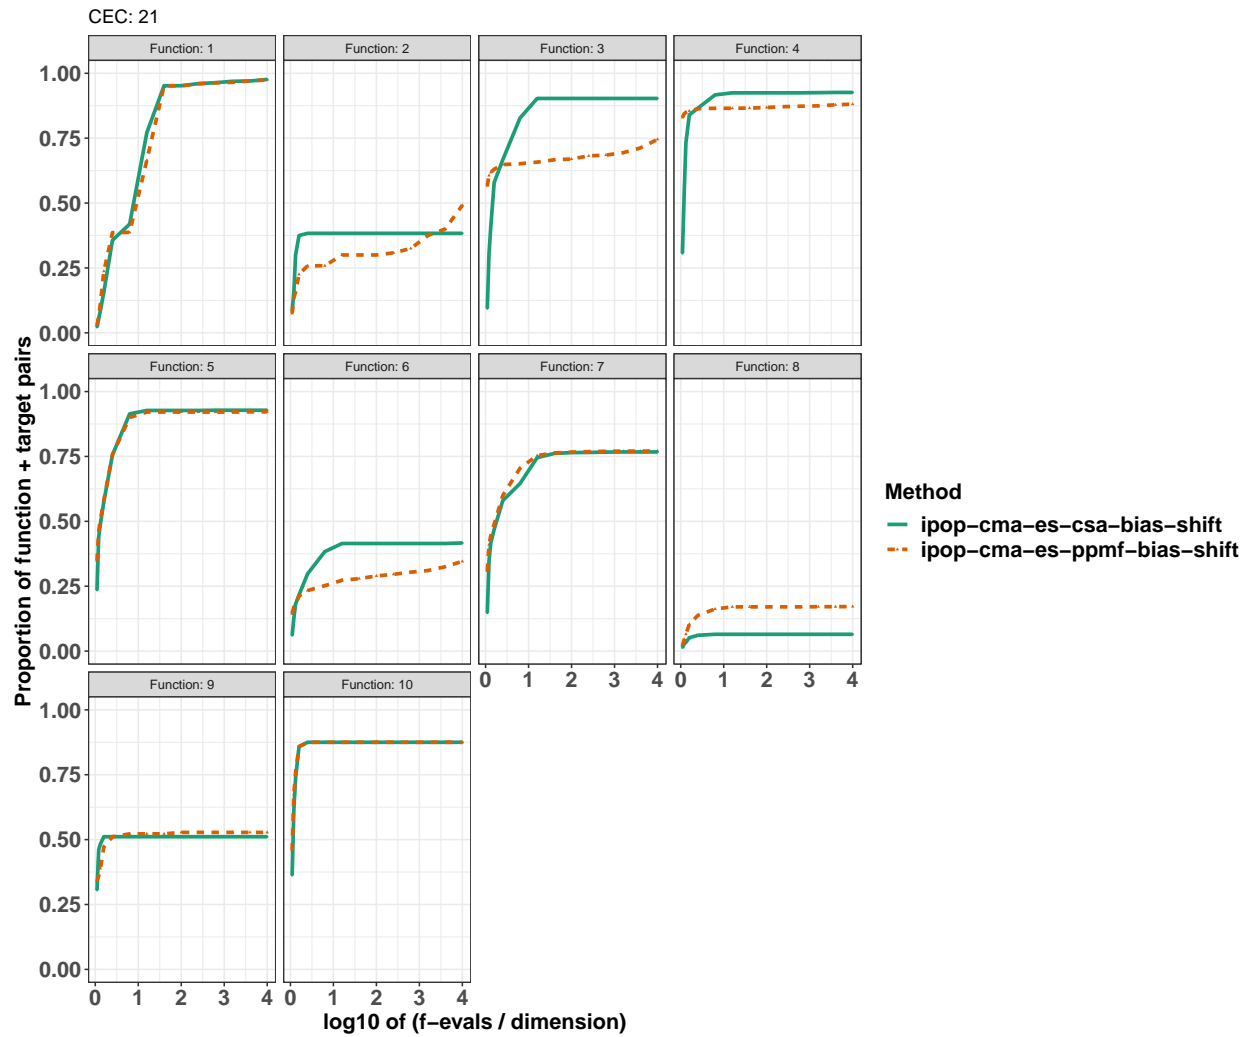 CEC: 21
Function: 1
Function: 2
Function: 3
Function: 4
1.00
0.75
0.50
0.25
0.00
Function: 5
Function: 6
Function: 7
Function: 8
1.00
0.75
0.50
0.25
0.00
0 1 2 3 4
0 1 2 3 4
Function: 9
Function: 10
1.00
0.75
0.50
0.25
0.00
0 1 2 3 4
0 1 2 3 4
log10 of (f−evals / dimension)
Proportion of function + target pairs
Method
ipop−cma−es−csa−bias−shift
ipop−cma−es−ppmf−bias−shift